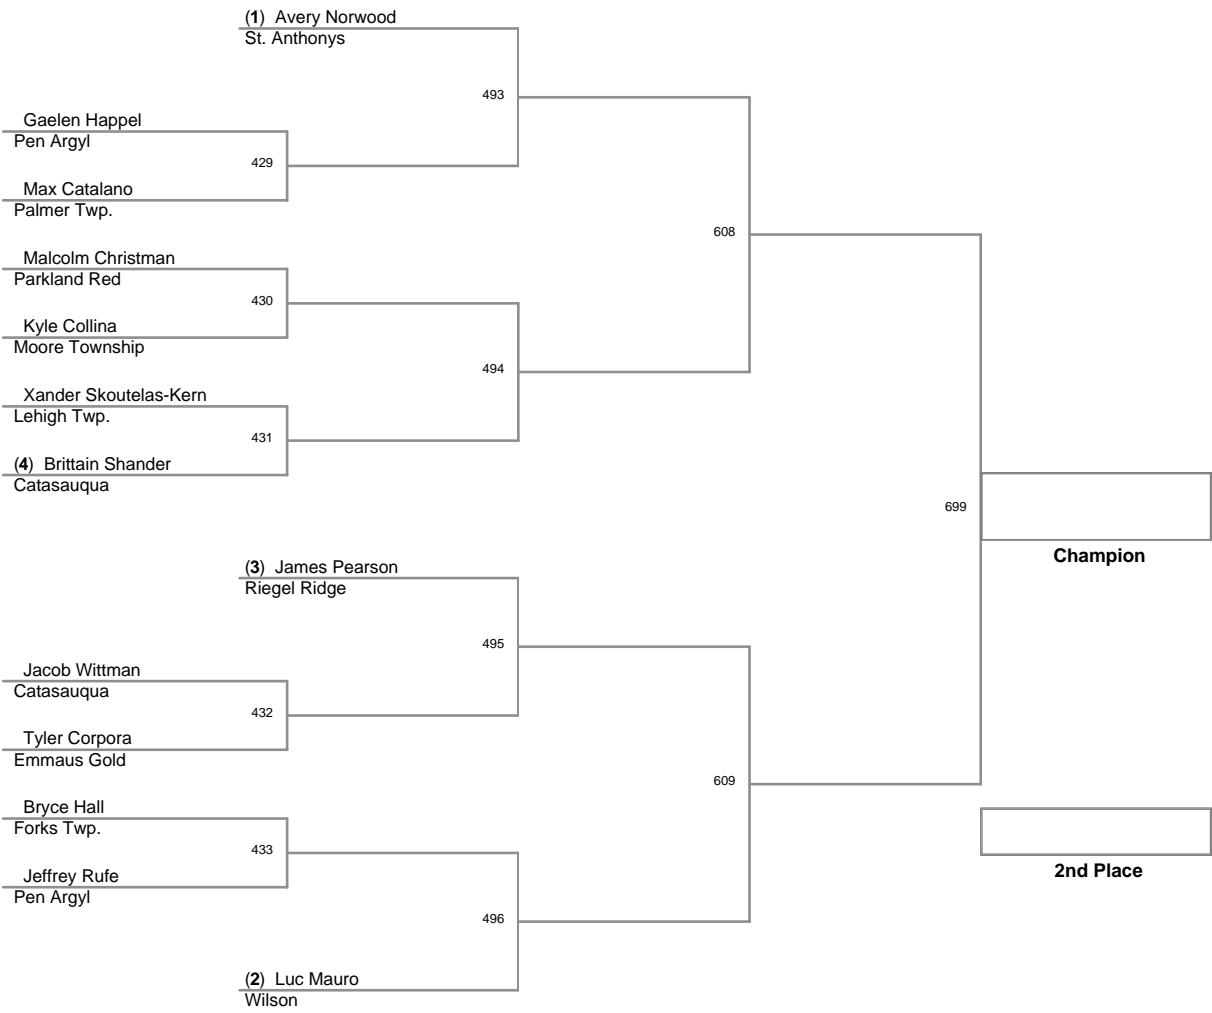 (1) Avery Norwood
St. Anthonys
493
Gaelen Happel
Pen Argyl
429
Max Catalano
Palmer Twp.
608
Malcolm Christman
Parkland Red
430
Kyle Collina
Moore Township
494
Xander Skoutelas-Kern
Lehigh Twp.
431
(4) Brittain Shander
Catasauqua
699
Champion
(3) James Pearson
Riegel Ridge
495
Jacob Wittman
Catasauqua
432
Tyler Corpora
Emmaus Gold
609
Bryce Hall
Forks Twp.
433
Jeffrey Rufe
Pen Argyl
2nd Place
496
(2) Luc Mauro
Wilson